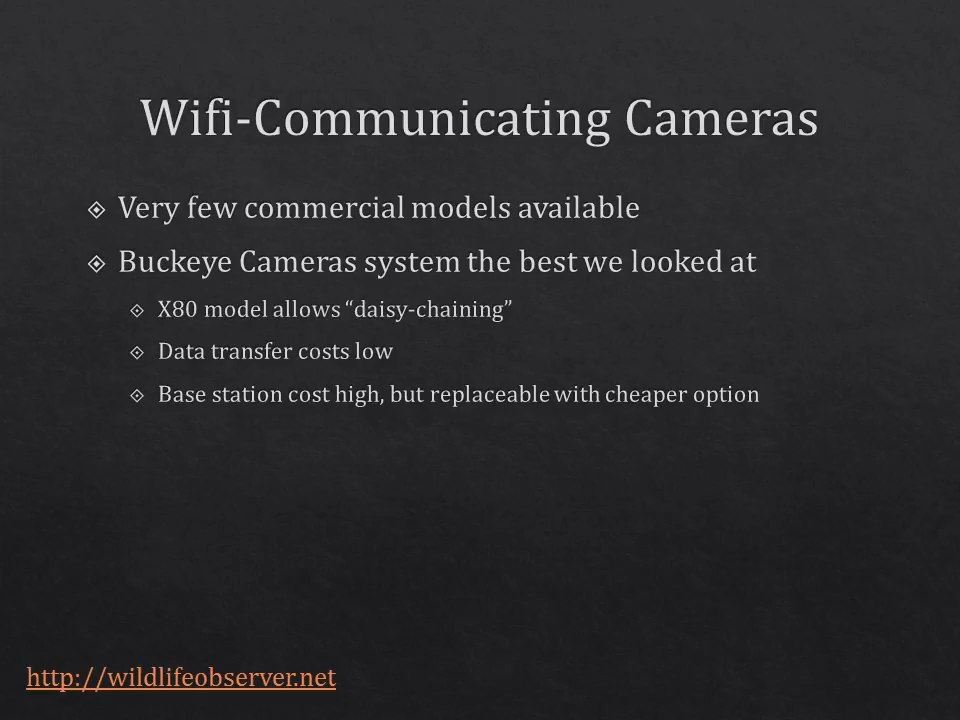 Wifi-Communicating Cameras
Very few commercial models available
Buckeye Cameras system the best we looked at
X80 model allows “daisy-chaining”
Data transfer costs low
Base station cost high, but replaceable with cheaper option
http://wildlifeobserver.net